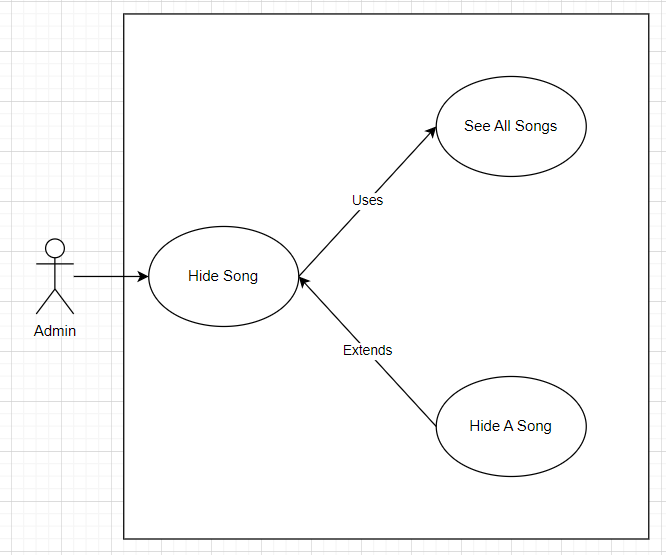 See All Songs
Uses
Hide Song
Admin
Extends
Hide A Song